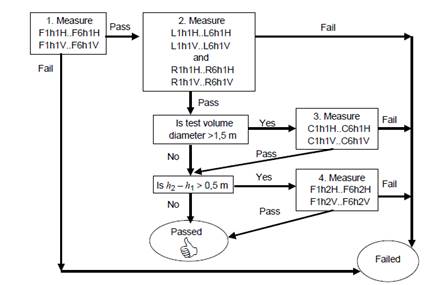 1. Measure
F1h1H..F6h1H
F1h1V..F6h1V
Pass
2. Measure
L1h1H..L6h1H
L1h1V..L6h1V
and
R1h1H..R6h1H
R1h1V..R6h1V
Fail
Fail
Pass
Is test volume
diameter >1,5 m
Yes
3. Measure
C1h1H..C6h1H
C1h1V..C6h1V
Fail
No
Pass
Is h2 – h1 > 0,5 m
Yes
4. Measure
F1h2H..F6h2H
F1h2V..F6h2V
Fail
No
Pass
Passed
Failed